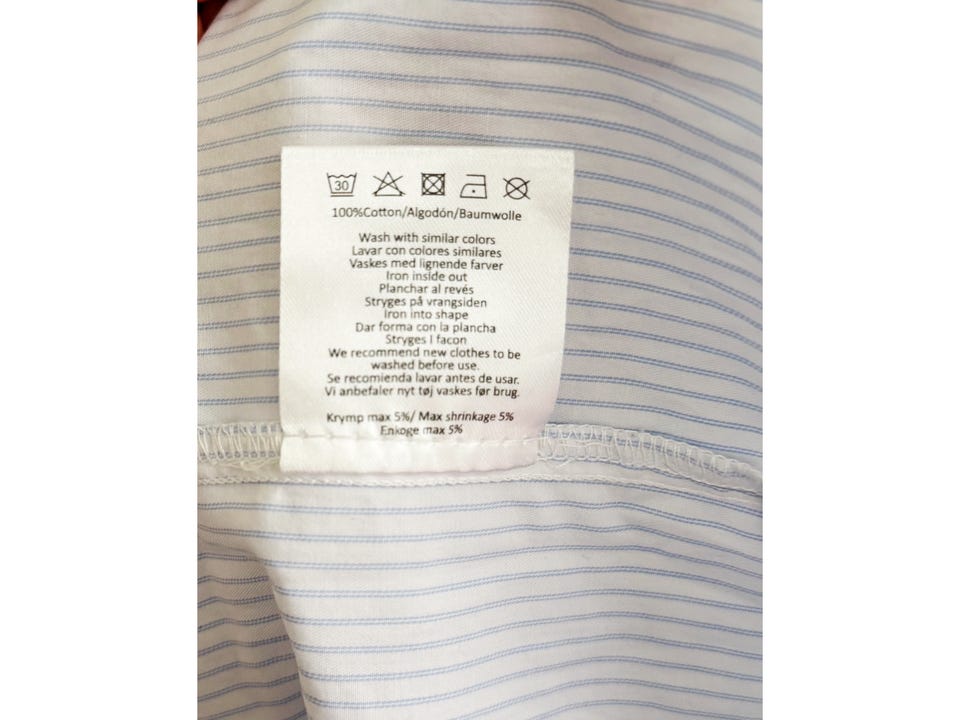 30
100%Cotton/Algodón/Baumwolle
Wash with similar colors
Lavar con colores similares
Vaskes med lignende farver
Iron inside out
Planchar al revés
Stryges på vrangsiden
Iron into shape
Dar forma con la plancha
Stryges I facon
We recommend new clothes to be
washed before use.
Se recomienda lavar antes de usar.
Vi anbefaler nyt tøj vaskes før brug.
Krymp max 5%/ Max shrinkage 5%
Enkoge max 5%